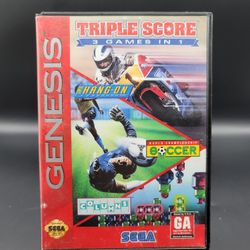 TRIPLE SCORE
3 GAMES IN 1
GENESIS
HANG-ON
WORLD CHAMPIONSHIP
SOCCER
COLUMNS
SEGA
SEGA
GA